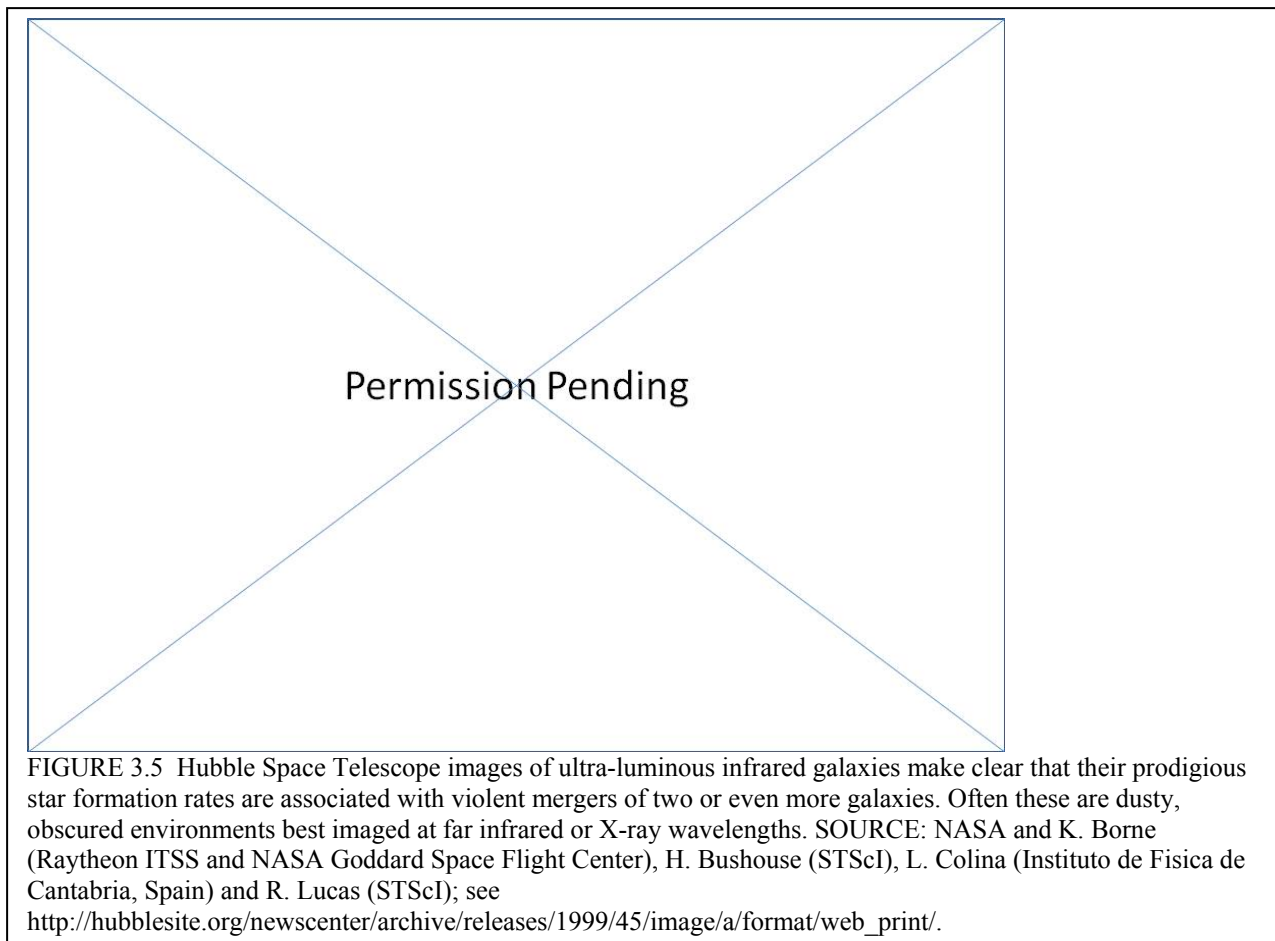 Permission Pending
FIGURE 3.5 Hubble Space Telescope images of ultra-luminous infrared galaxies make clear that their prodigious
star formation rates are associated with violent mergers of two or even more galaxies. Often these are dusty,
obscured environments best imaged at far infrared or X-ray wavelengths. SOURCE: NASA and K. Borne
(Raytheon ITSS and NASA Goddard Space Flight Center), H. Bushouse (STScI), L. Colina (Instituto de Fisica de
Cantabria, Spain) and R. Lucas (STScI); see
http://hubblesite.org/newscenter/archive/releases/1999/45/image/a/format/web_print/.